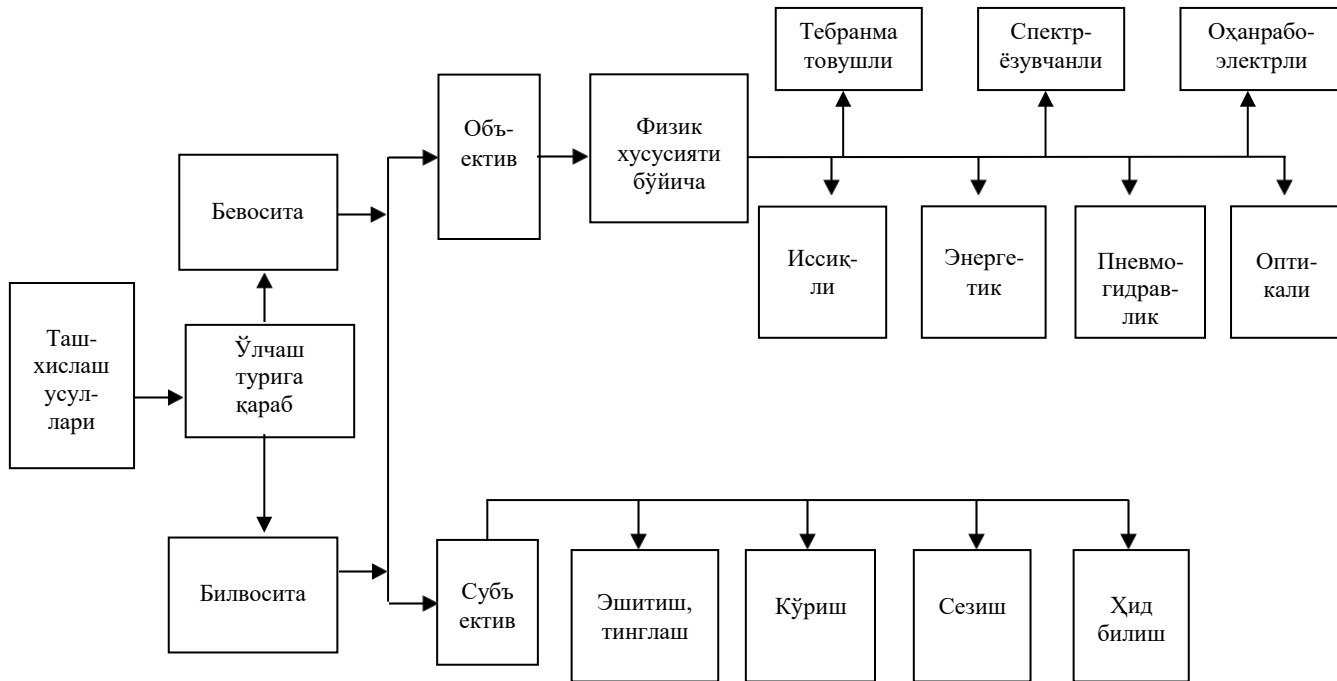 Тебранма
товушли
Спектр-
ёзувчанли
Оҳанрабо-
электрли
Объ-
ектив
Физик
хусусияти
бўйича
Бевосита
Иссиқ-
ли
Энерге-
тик
Пневмо-
гидрав-
лик
Опти-
кали
Таш-
хислаш
усул-
лари
Ўлчаш
турига
қараб
Билвосита
Субъ
ектив
Эшитиш,
тинглаш
Кўриш
Сезиш
Ҳид
билиш